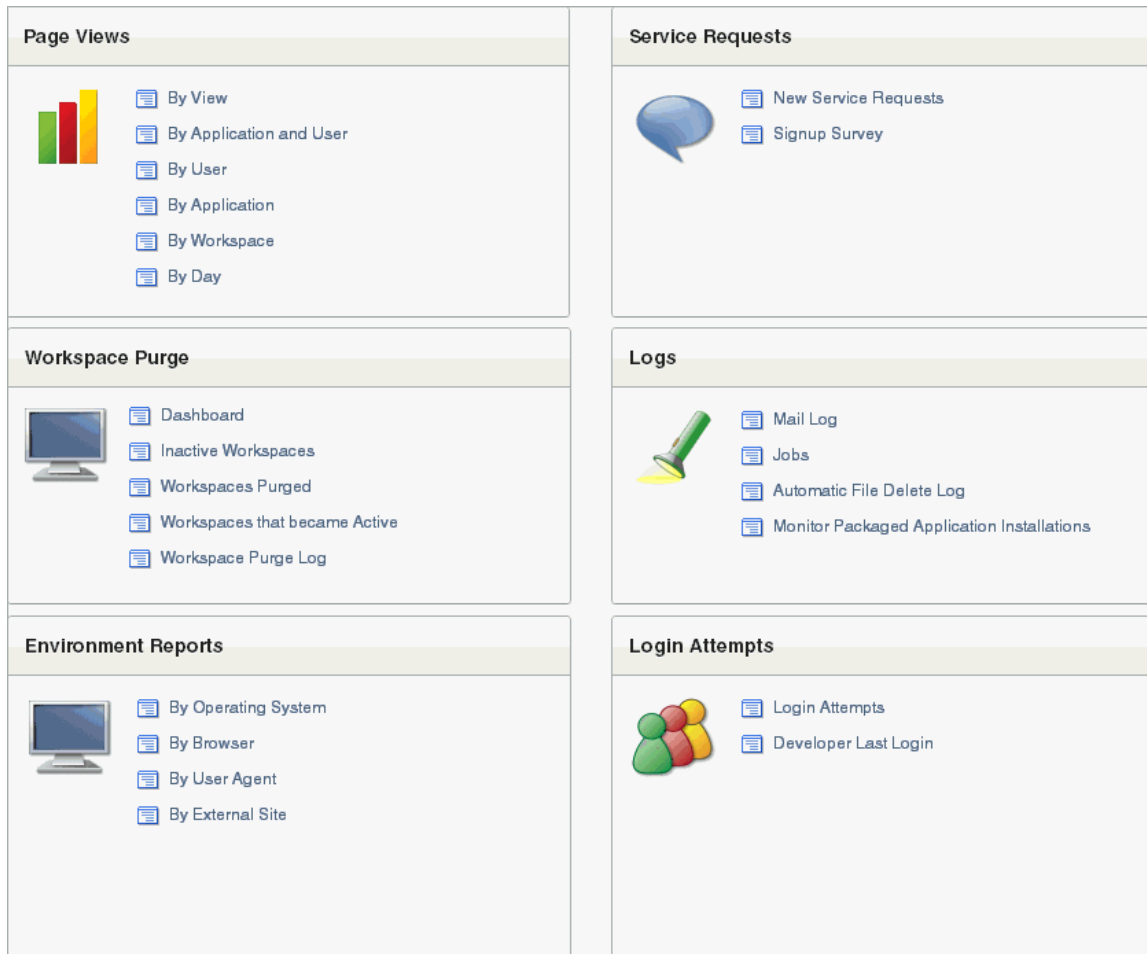 Page Views
By View
By Application and User
By User
By Application
By Workspace
By Day
Service Requests
New Service Requests
Signup Survey
Workspace Purge
Dashboard
Inactive Workspaces
Workspaces Purged
Workspaces that became Active
Workspace Purge Log
Logs
Mail Log
Jobs
Automatic File Delete Log
Monitor Packaged Application Installations
Environment Reports
By Operating System
By Browser
By User Agent
By External Site
Login Attempts
Login Attempts
Developer Last Login